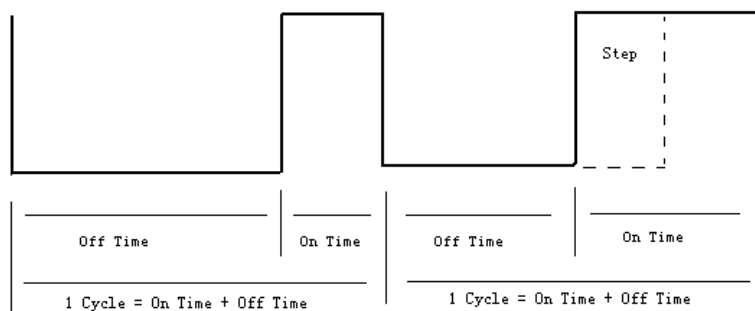 Step
Off Time
On Time
Off Time
On Time
1 Cycle = On Time + Off Time
1 Cycle = On Time + Off Time